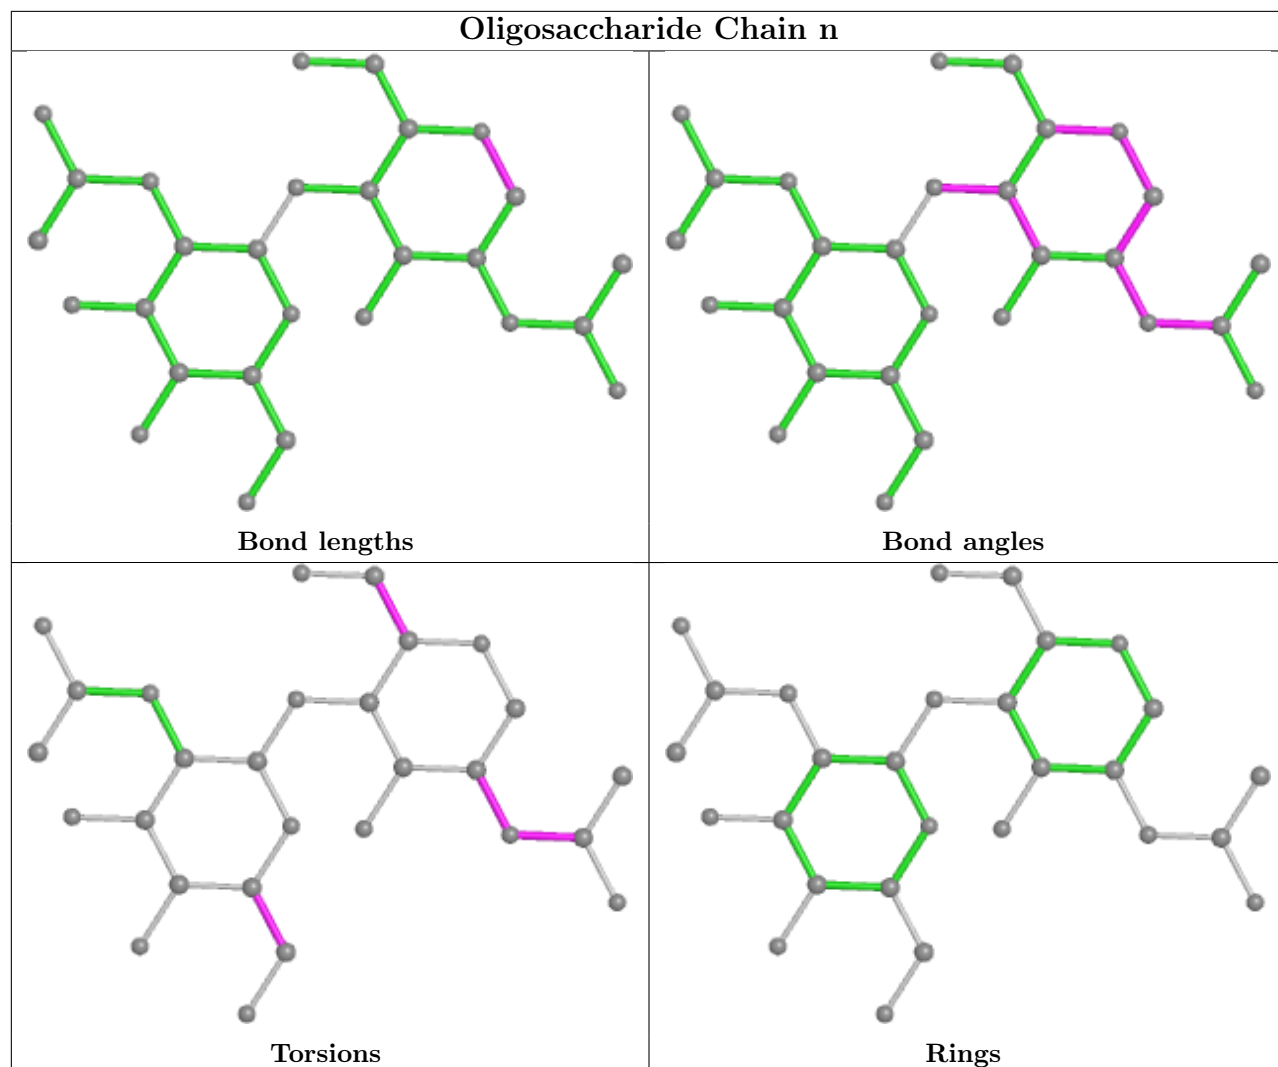 Oligosaccharide Chain n
Bond lengths
Bond angles
Torsions
Rings